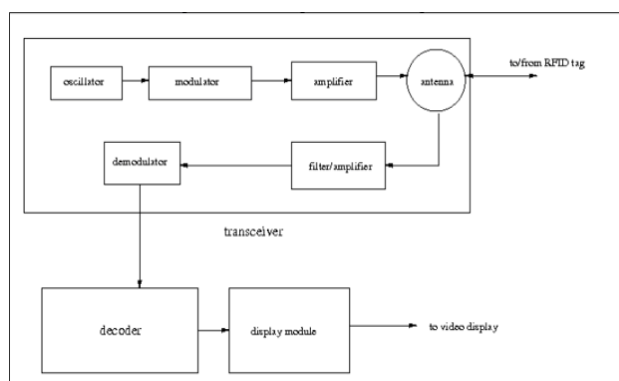 to/from RFID tag
oscillator
modulator
amplifier
antenna
demodulator
filter/amplifier
transceiver
decoder
display module
to video display